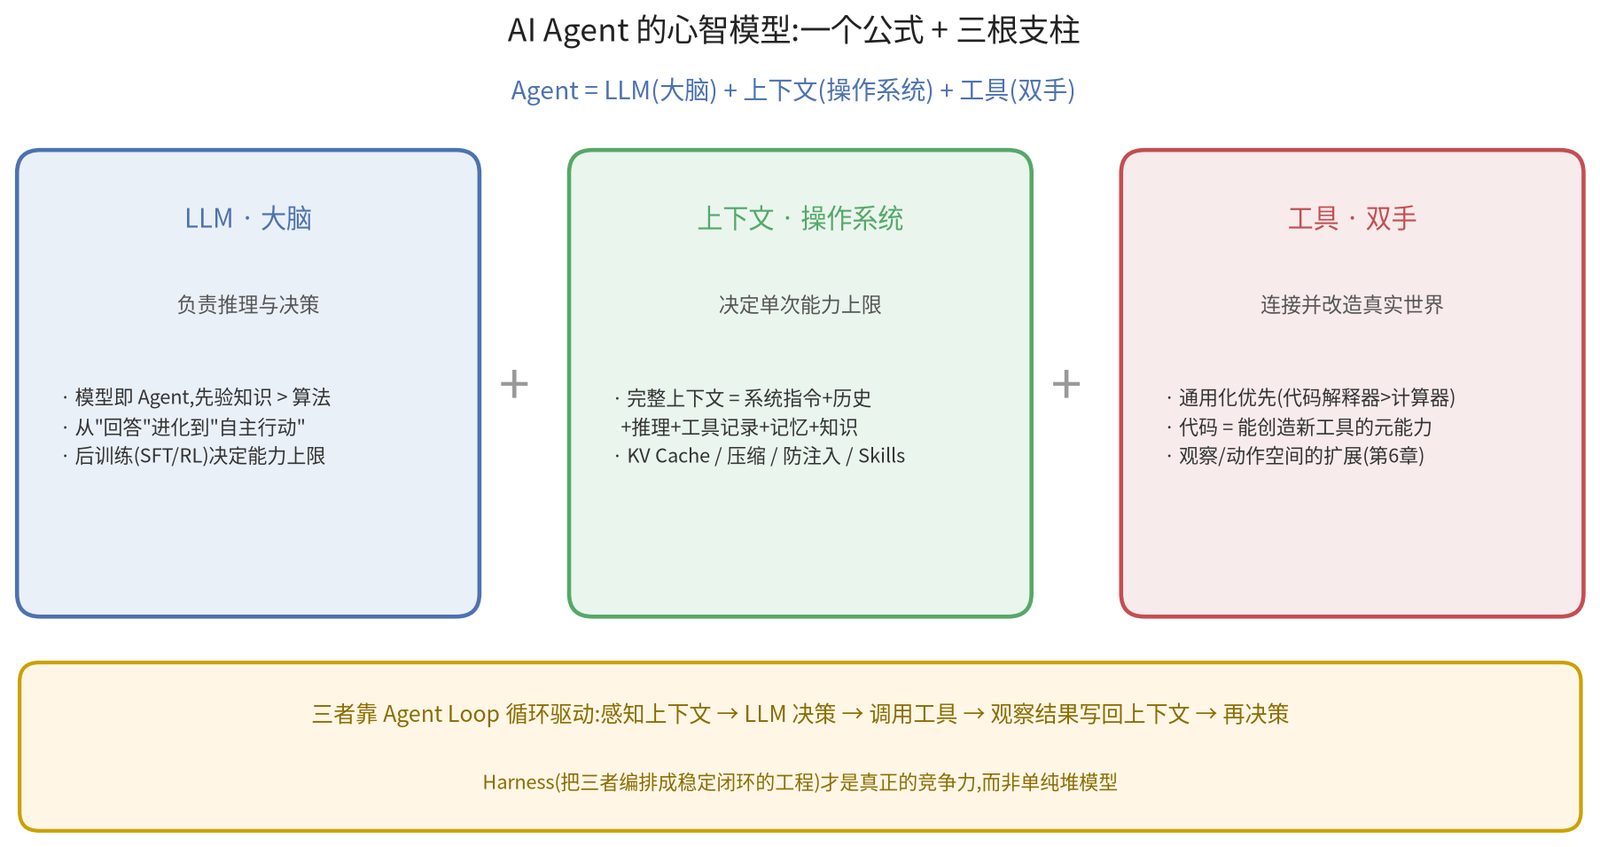 AI Agent 的心智模型:一个公式 + 三根支柱
Agent = LLM(大脑) + 上下文(操作系统) + 工具(双手)
LLM · 大脑
负责推理与决策
· 模型即 Agent,先验知识 > 算法
· 从"回答"进化到"自主行动"
· 后训练(SFT/RL)决定能力上限
+
上下文 · 操作系统
决定单次能力上限
· 完整上下文 = 系统指令+历史
+推理+工具记录+记忆+知识
· KV Cache / 压缩 / 防注入 / Skills
+
工具 · 双手
连接并改造真实世界
· 通用化优先(代码解释器>计算器)
· 代码 = 能创造新工具的元能力
· 观察/动作空间的扩展(第6章)
三者靠 Agent Loop 循环驱动:感知上下文 → LLM 决策 → 调用工具 → 观察结果写回上下文 → 再决策
Harness(把三者编排成稳定闭环的工程)才是真正的竞争力,而非单纯堆模型